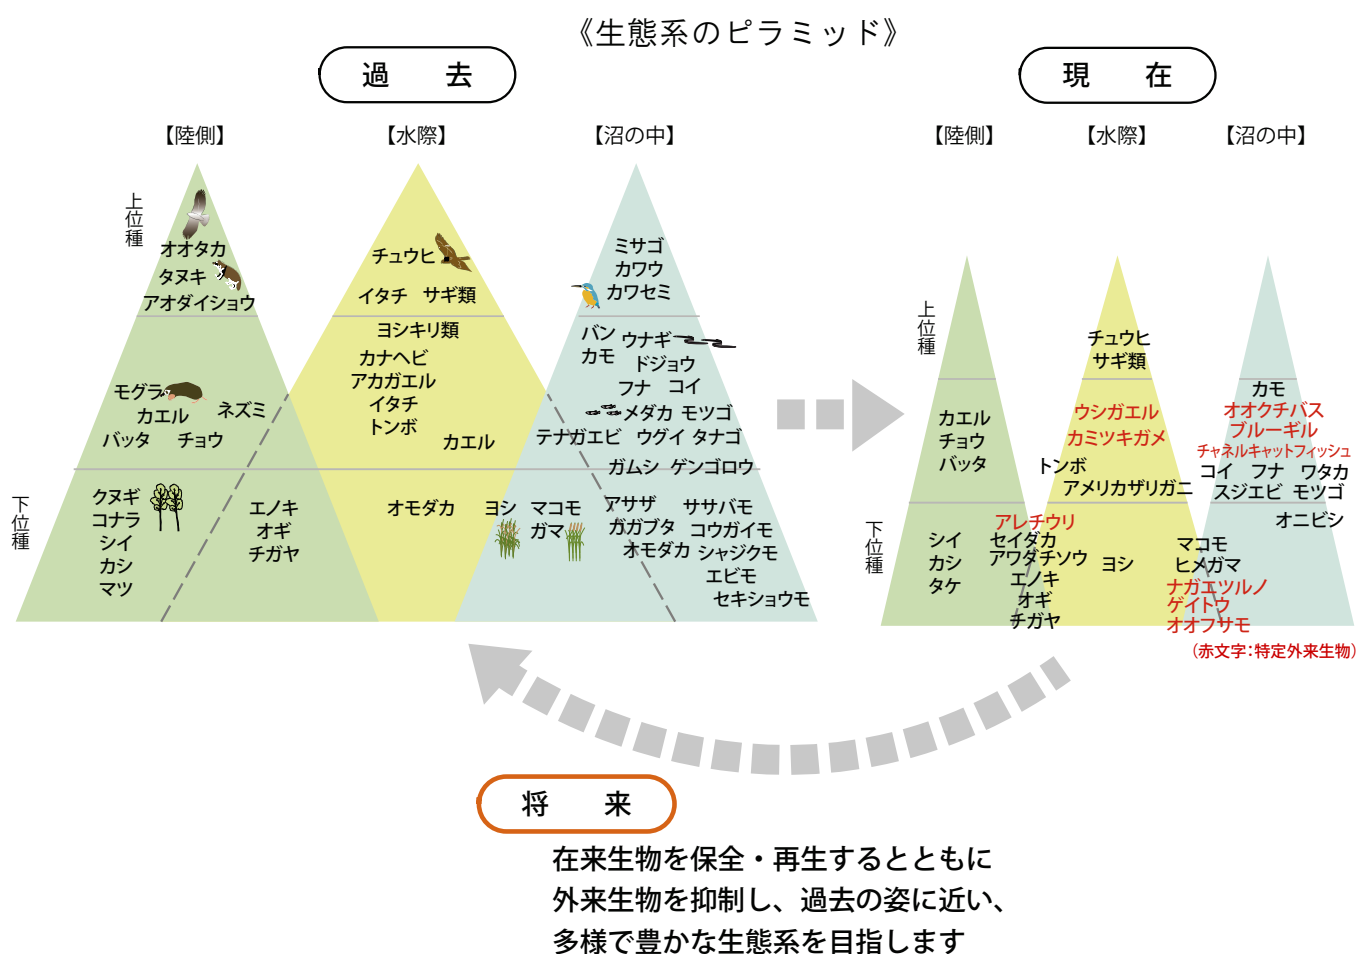 《生態系のピラミッド》
過　去
【陸側】
【水際】
【沼の中】
上位種
オオタカ
タヌキ
アオダイショウ
チュウヒ
イタチ　サギ類
ミサゴ
カワウ
カワセミ
モグラ
カエル
ネズミ
バッタ　チョウ
ヨシキリ類
カナヘビ
アカガエル
イタチ
トンボ
カエル
バン
カモ
ウナギ
ドジョウ
フナ　コイ
メダカ　モツゴ
テナガエビ　ウグイ　タナゴ
ガムシ　ゲンゴロウ
下位種
クヌギ
コナラ
シイ
カシ
マツ
エノキ
オギ
チガヤ
オモダカ
ヨシ
マコモ
ガマ
アサザ
ガガブタ
オモダカ
ササバモ
コウガイモ
シャジクモ
エビモ
セキショウモ
現　在
【陸側】
【水際】
【沼の中】
上位種
チュウヒ
サギ類
カエル
チョウ
バッタ
ウシガエル
カミツキガメ
トンボ
アメリカザリガニ
カモ
オオクチバス
ブルーギル
チャネルキャットフィッシュ
コイ　フナ　ワタカ
スジエビ　モツゴ
下位種
シイ
カシ
タケ
アレチウリ
セイダカ
アワダチソウ
エノキ
オギ
チガヤ
ヨシ
マコモ
ヒメガマ
ナガエツルノ
ゲイトウ
オオフサモ
オニビシ
（赤文字：特定外来生物）
将　来
在来生物を保全・再生するとともに
外来生物を抑制し、過去の姿に近い、
多様で豊かな生態系を目指します